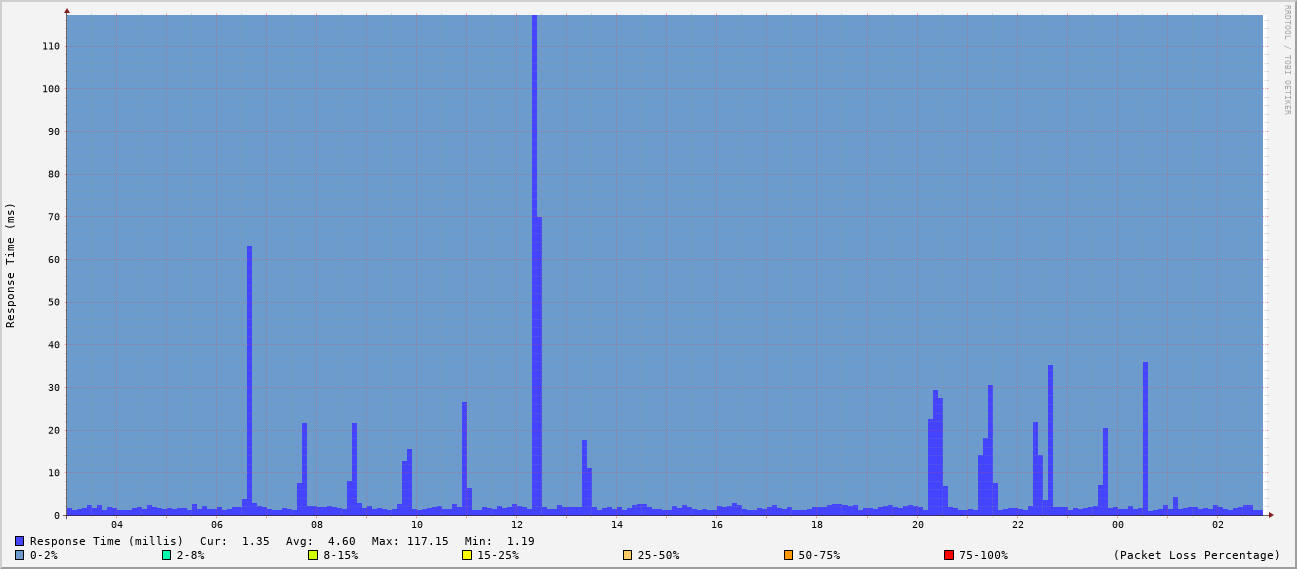 RRDTOOL / TOBI OETIKER
Response Time (ms)
110
100
90
80
70
60
50
40
30
20
10
0
04 06 08 10 12 14 16 18 20 22 00 02
Response Time (millis) Cur: 1.35 Avg: 4.60 Max: 117.15 Min: 1.19
0-2% 2-8% 8-15% 15-25% 25-50% 50-75% 75-100% (Packet Loss Percentage)